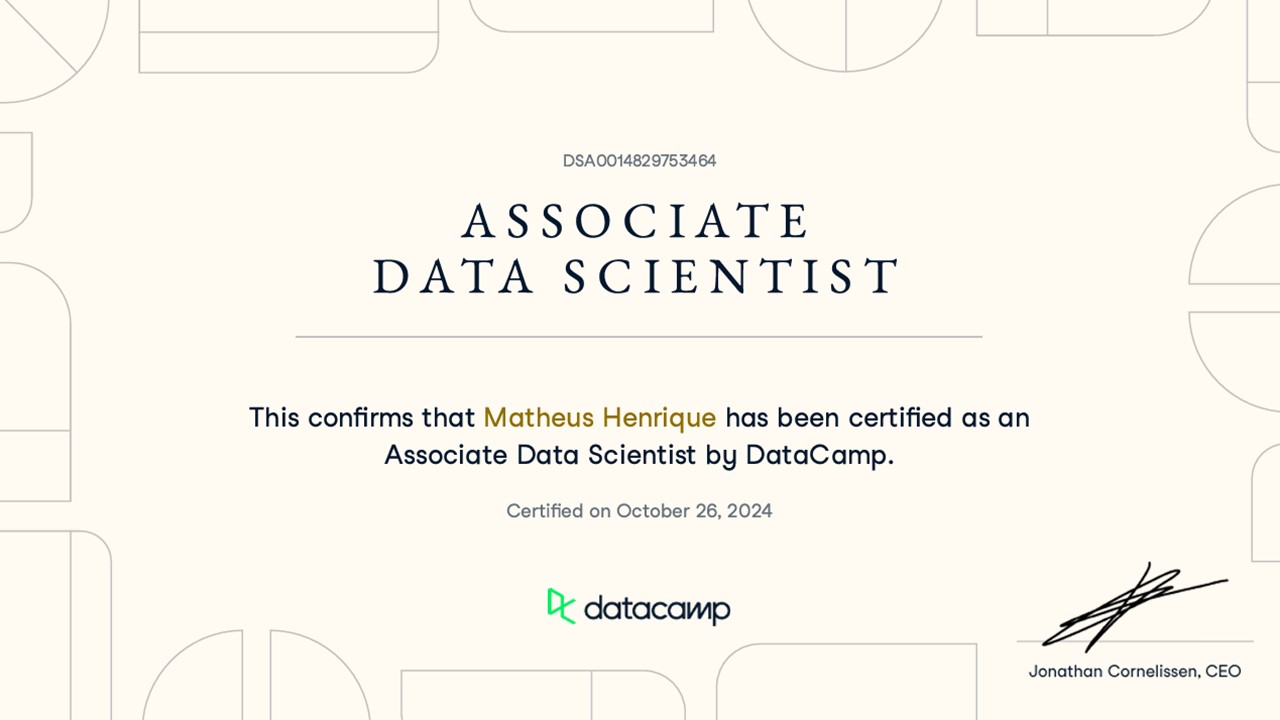 DSA0014829753464
ASSOCIATE
DATA SCIENTIST
This confirms that Matheus Henrique has been certified as an
Associate Data Scientist by DataCamp.
Certified on October 26, 2024
datacamp
Jonathan Cornelissen, CEO